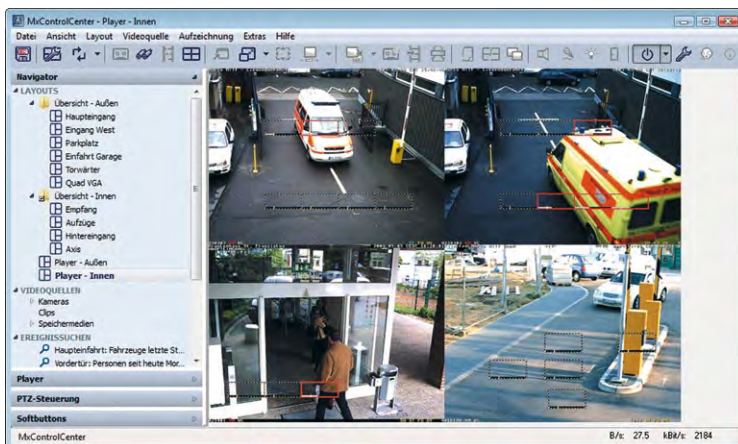 MxControlCenter - Player - Innen
Datei Ansicht Layout Videoquelle Aufzeichnung Extras Hilfe
Navigator
LAYOUTS
Übersicht - Außen
Haupteingang
Eingang West
Parkplatz
Einfahrt Garage
Torwärter
Quad VGA
Übersicht - Innen
Empfang
Aufzüge
Hintereingang
Axis
Player - Außen
Player - Innen
VIDEOQUELLEN
Kameras
Clips
Speichermedien
EREIGNISSUCHEN
Haupteinfahrt: Fahrzeuge letzte St...
Vordertür: Personen seit heute Mor...
Player
PTZ-Steuerung
Softbuttons
MxControlCenter B/s: 27.5 kBit/s: 2184